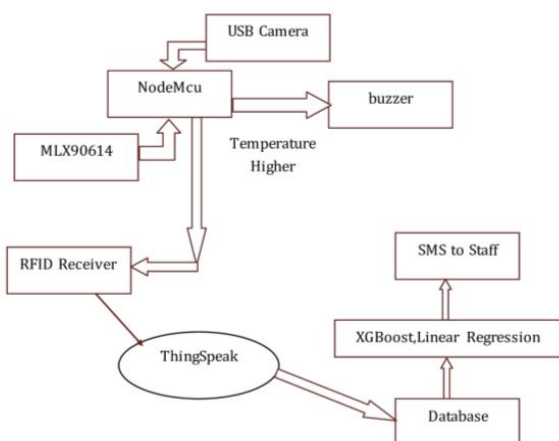 USB Camera
NodeMcu
buzzer
MLX90614
Temperature
Higher
RFID Receiver
SMS to Staff
XGBoost,Linear Regression
ThingSpeak
Database